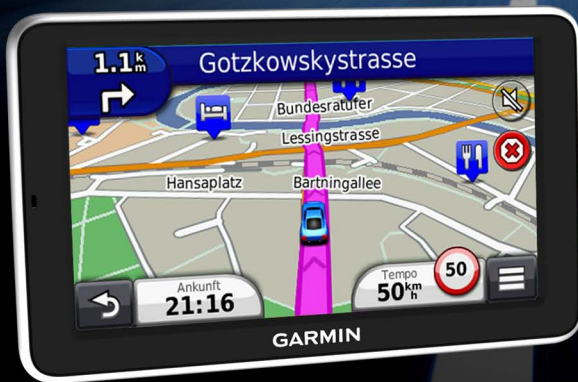 1.1 km
Gotzkowskystrasse
Bundesratufer
Lessingstrasse
Hansaplatz
Bartningallee
Ankunft
21:16
Tempo
50 km/h
50
GARMIN